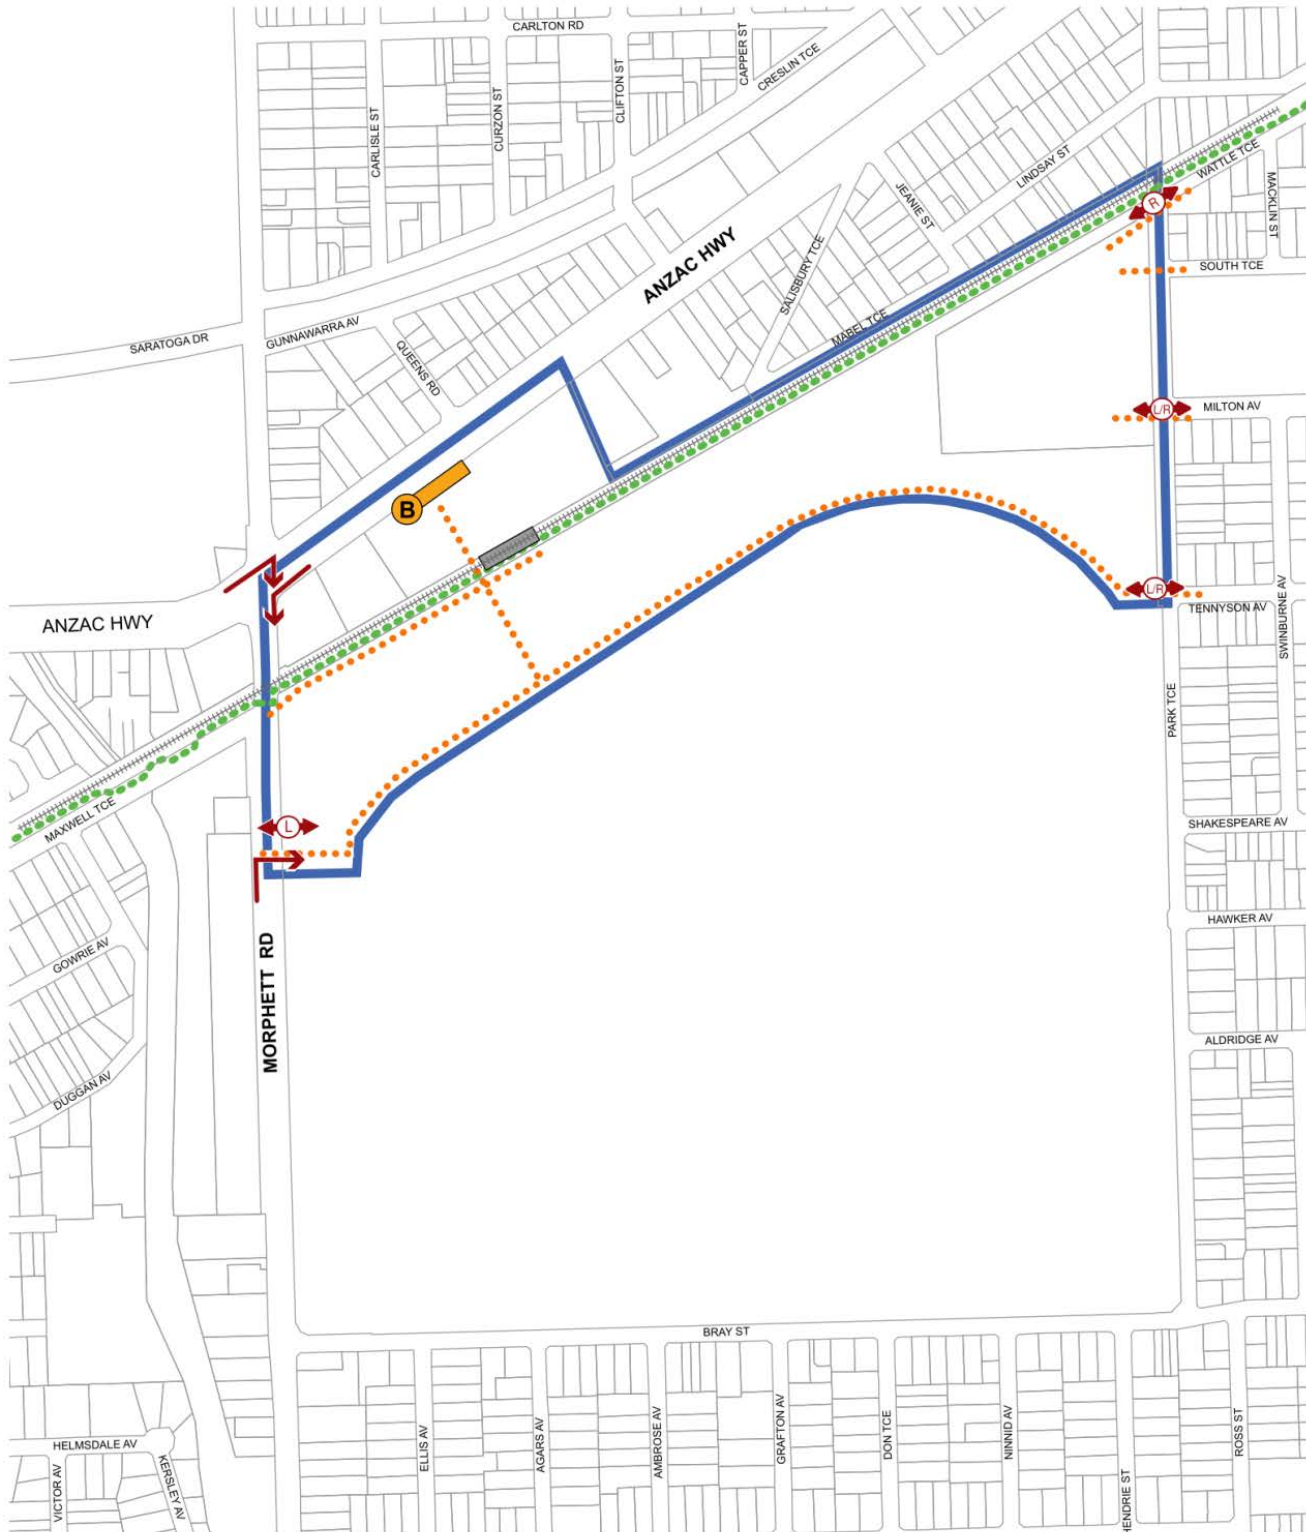 CARLTON RD
CARLISLE ST
CURZON ST
CLIFTON ST
CAPPER ST
CRESLIN TCE
SARATOGA DR
GUNNAWARRA AV
QUEENS RD
ANZAC HWY
SALISBURY TCE
JEANIE ST
LINDSAY ST
MABEL TCE
WATTLE TCE
MACKLIN ST
R
SOUTH TCE
L/R
MILTON AV
B
ANZAC HWY
L/R
TENNYSON AV
SWINBURNE AV
PARK TCE
MAXWELL TCE
L
SHAKESPEARE AV
HAWKER AV
GOWRIE AV
MORPHETT RD
ALDRIDGE AV
DUGGAN AV
BRAY ST
HELMSDALE AV
VICTOR AV
KERSLEY AV
ELLIS AV
AGARS AV
AMBROSE AV
GRAFTON AV
DON TCE
NINNID AV
HENDRIE ST
ROSS ST